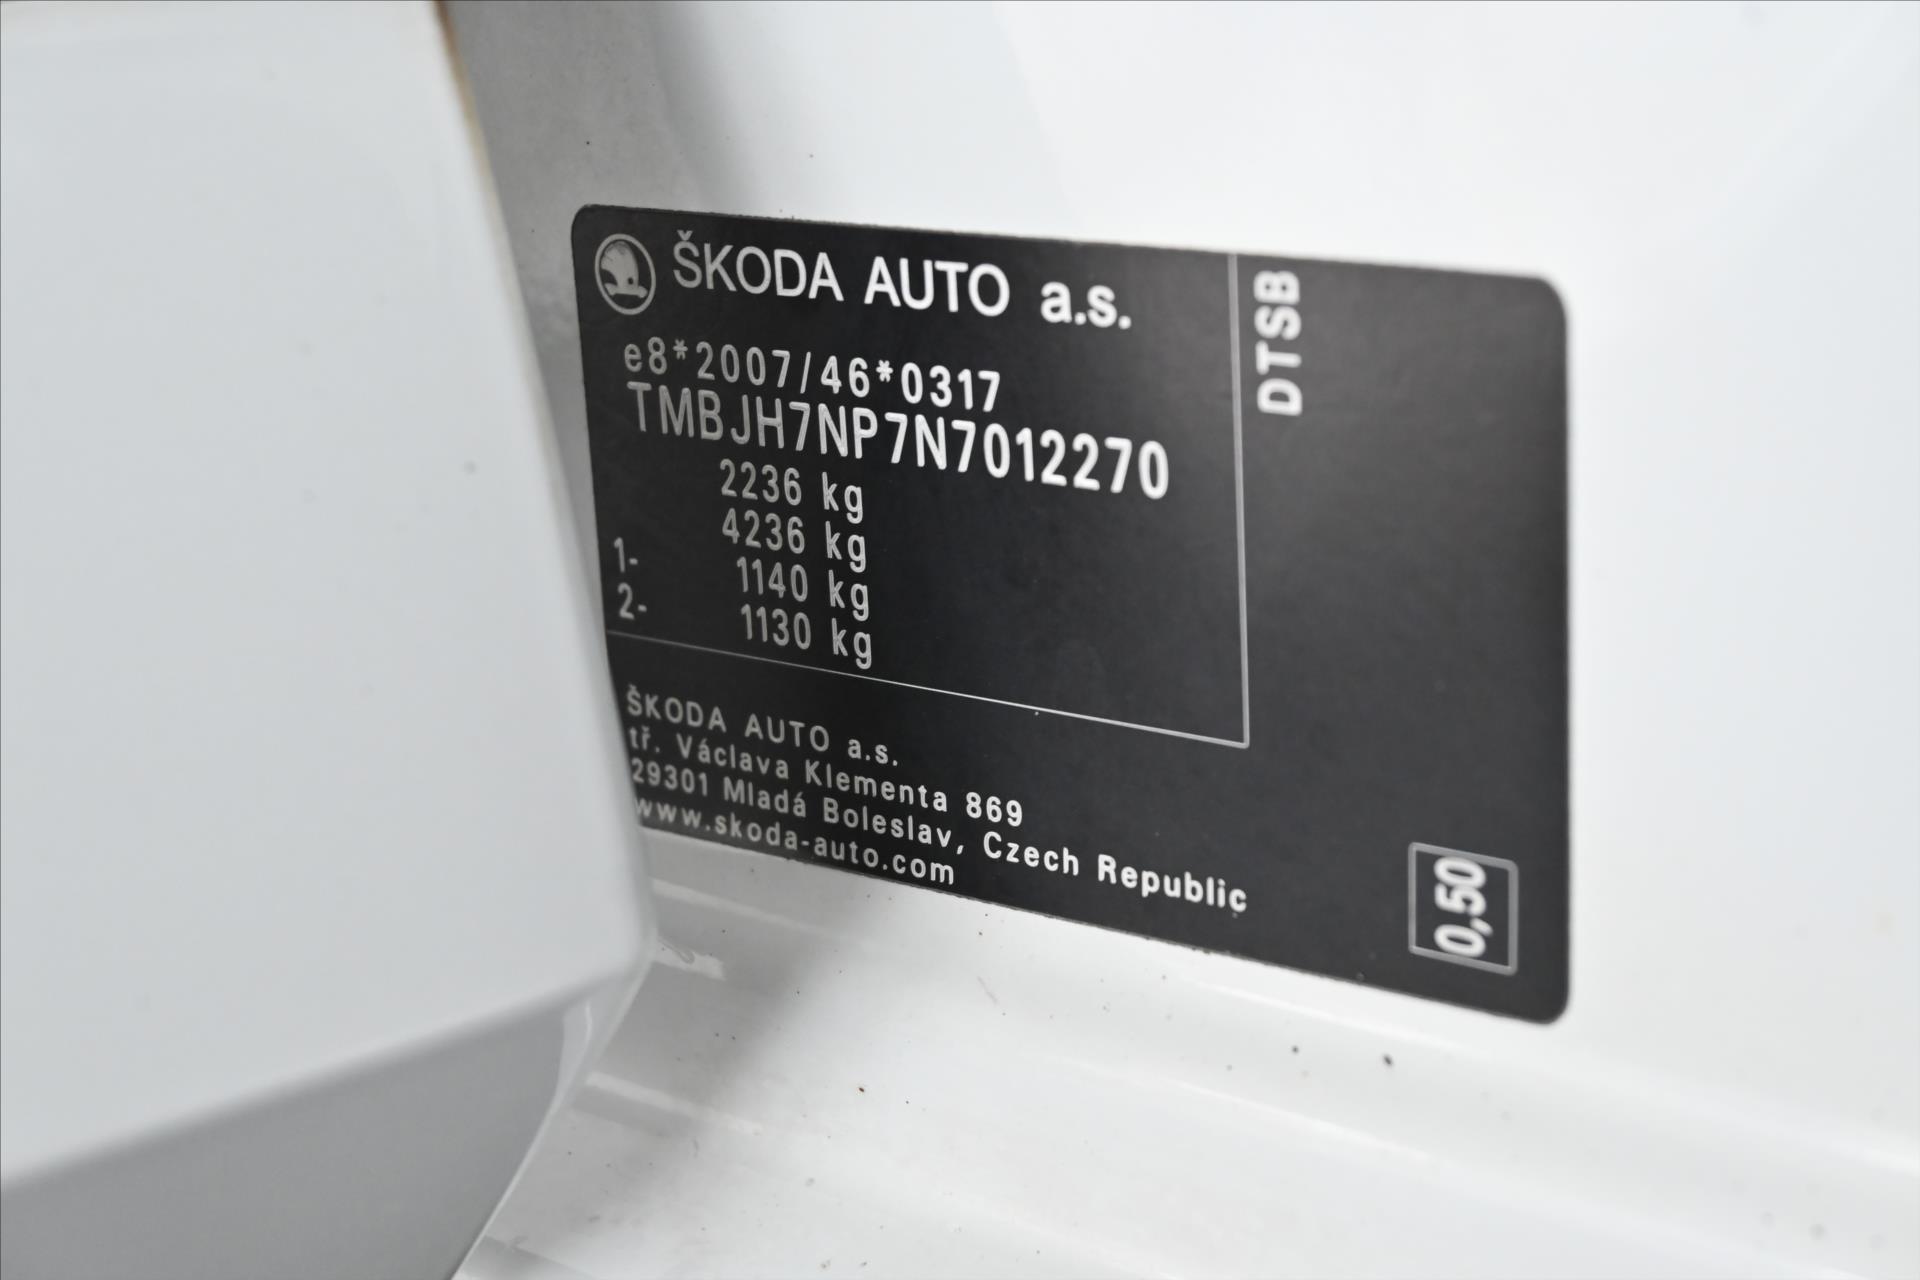 ŠKODA AUTO a.s.
e8*2007/46*0317
TMBJH7NP7N7012270
2236 kg
4236 kg
1- 1140 kg
2- 1130 kg
DTSB
ŠKODA AUTO a.s.
tř. Václava Klementa 869
29301 Mladá Boleslav, Czech Republic
www.skoda-auto.com
0,50